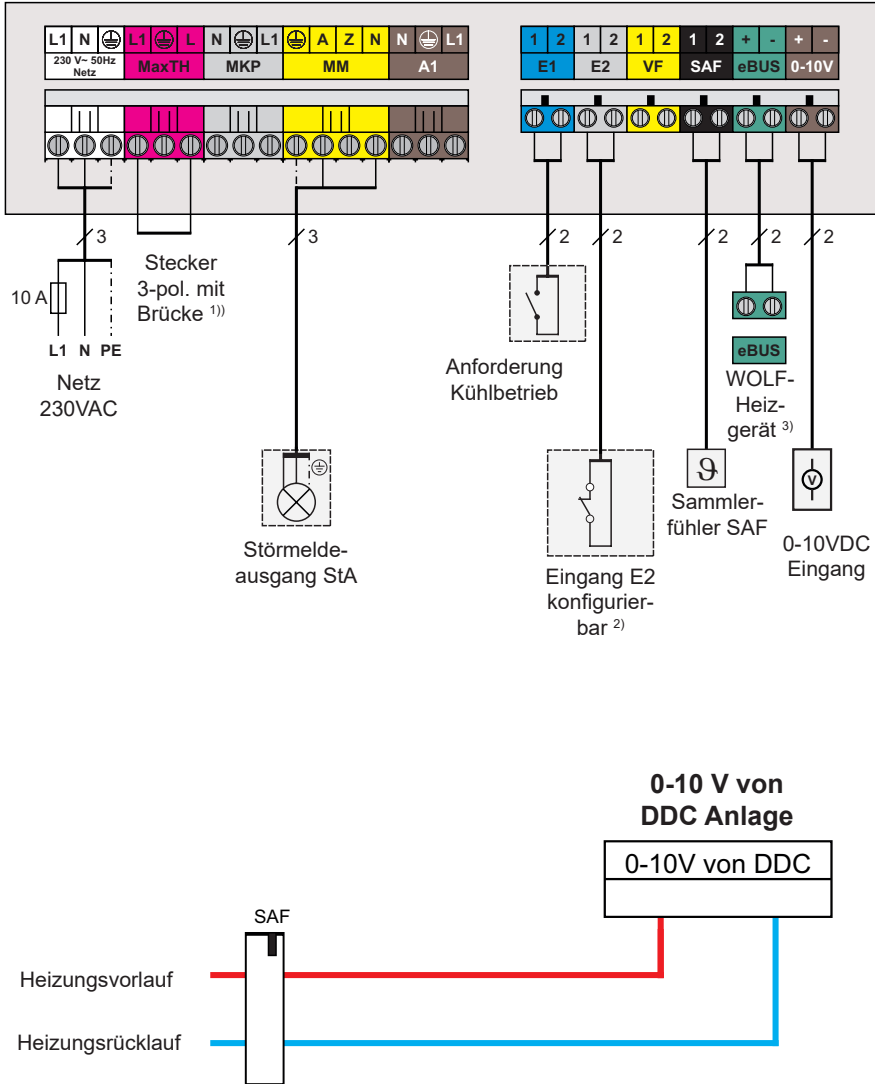 L1 N L1 L N L1 A Z N N L1
230 V~ 50Hz
Netz
MaxTH MKP MM A1
1 2 1 2 1 2 1 2 + - + -
E1 E2 VF SAF eBUS 0-10V
3
3
2
2
2
2
2
10 A
L1 N PE
Netz
230VAC
Stecker
3-pol. mit
Brücke 1))
Störmelde-
ausgang StA
Anforderung
Kühlbetrieb
Eingang E2
konfigurier-
bar 2)
ϑ
Sammler-
fühler SAF
eBUS
WOLF-
Heiz-
gerät 3)
V
0-10VDC
Eingang
0-10 V von
DDC Anlage
0-10V von DDC
SAF
Heizungsvorlauf
Heizungsrücklauf